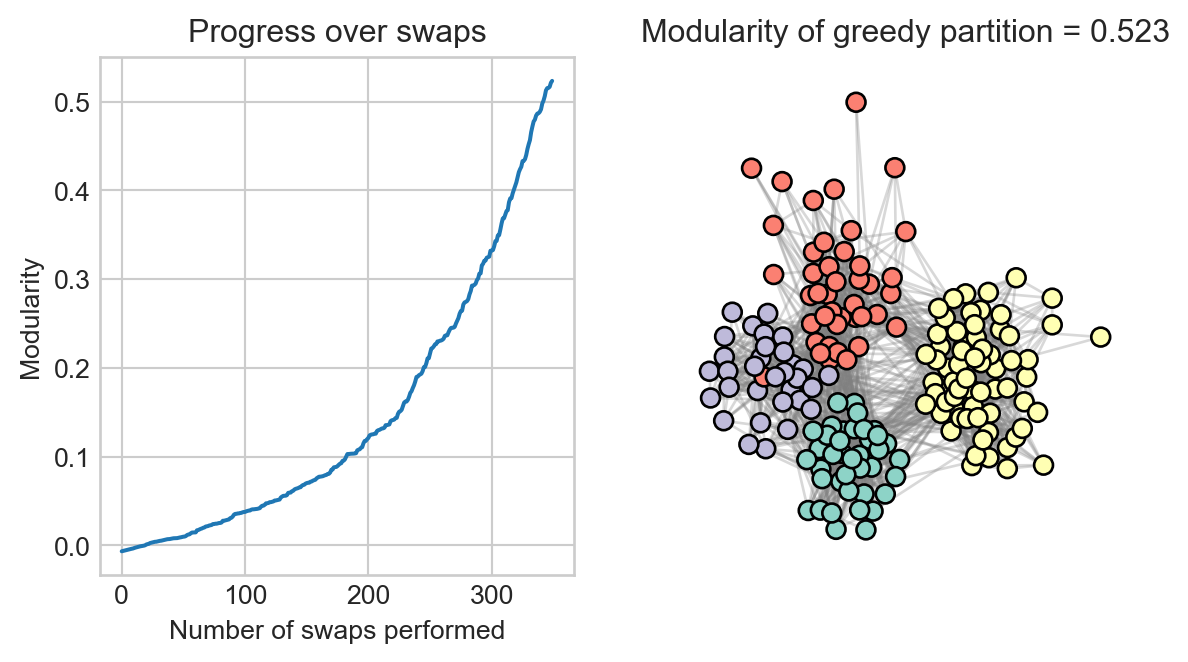 Progress over swaps
Modularity of greedy partition = 0.523
Modularity
0.5
0.4
0.3
0.2
0.1
0.0
0 100 200 300
Number of swaps performed